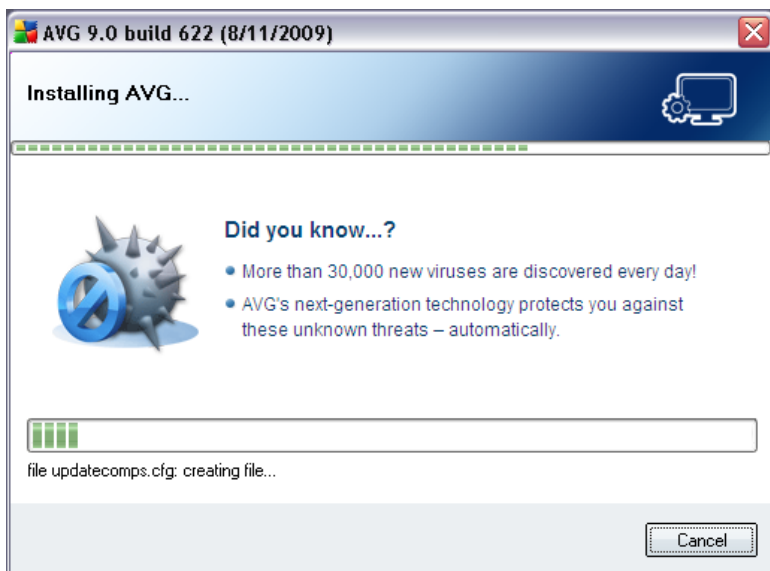 AVG 9.0 build 622 (8/11/2009)
Installing AVG...
Did you know...?
More than 30,000 new viruses are discovered every day!
AVG's next-generation technology protects you against
these unknown threats – automatically.
file updatecomps.cfg: creating file...
Cancel